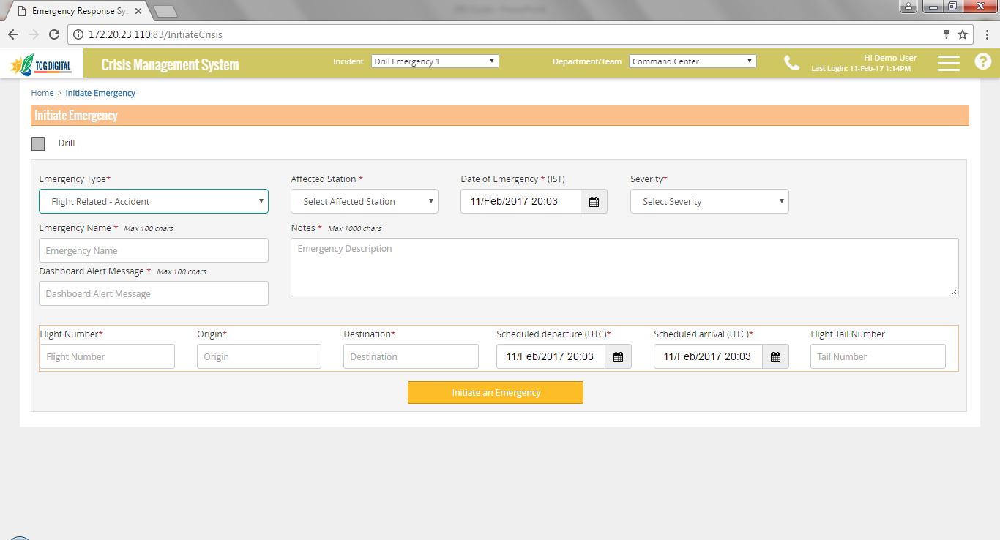 Emergency Response Sys
172.20.23.110:83/InitiateCrisis
TCG DIGITAL
Crisis Management System
Incident
Drill Emergency 1
Department/Team
Command Center
Hi Demo User
Last Login: 11-Feb-17 1:14PM
?
Home > Initiate Emergency
Initiate Emergency
Drill
Emergency Type* Affected Station * Date of Emergency * (IST) Severity*
Flight Related - Accident Select Affected Station 11/Feb/2017 20:03 Select Severity
Emergency Name * Max 100 chars Notes * Max 1000 chars
Emergency Name Emergency Description
Dashboard Alert Message * Max 100 chars
Dashboard Alert Message
Flight Number* Origin* Destination* Scheduled departure (UTC)* Scheduled arrival (UTC)* Flight Tail Number
Flight Number Origin Destination 11/Feb/2017 20:03 11/Feb/2017 20:03 Tail Number
Initiate an Emergency